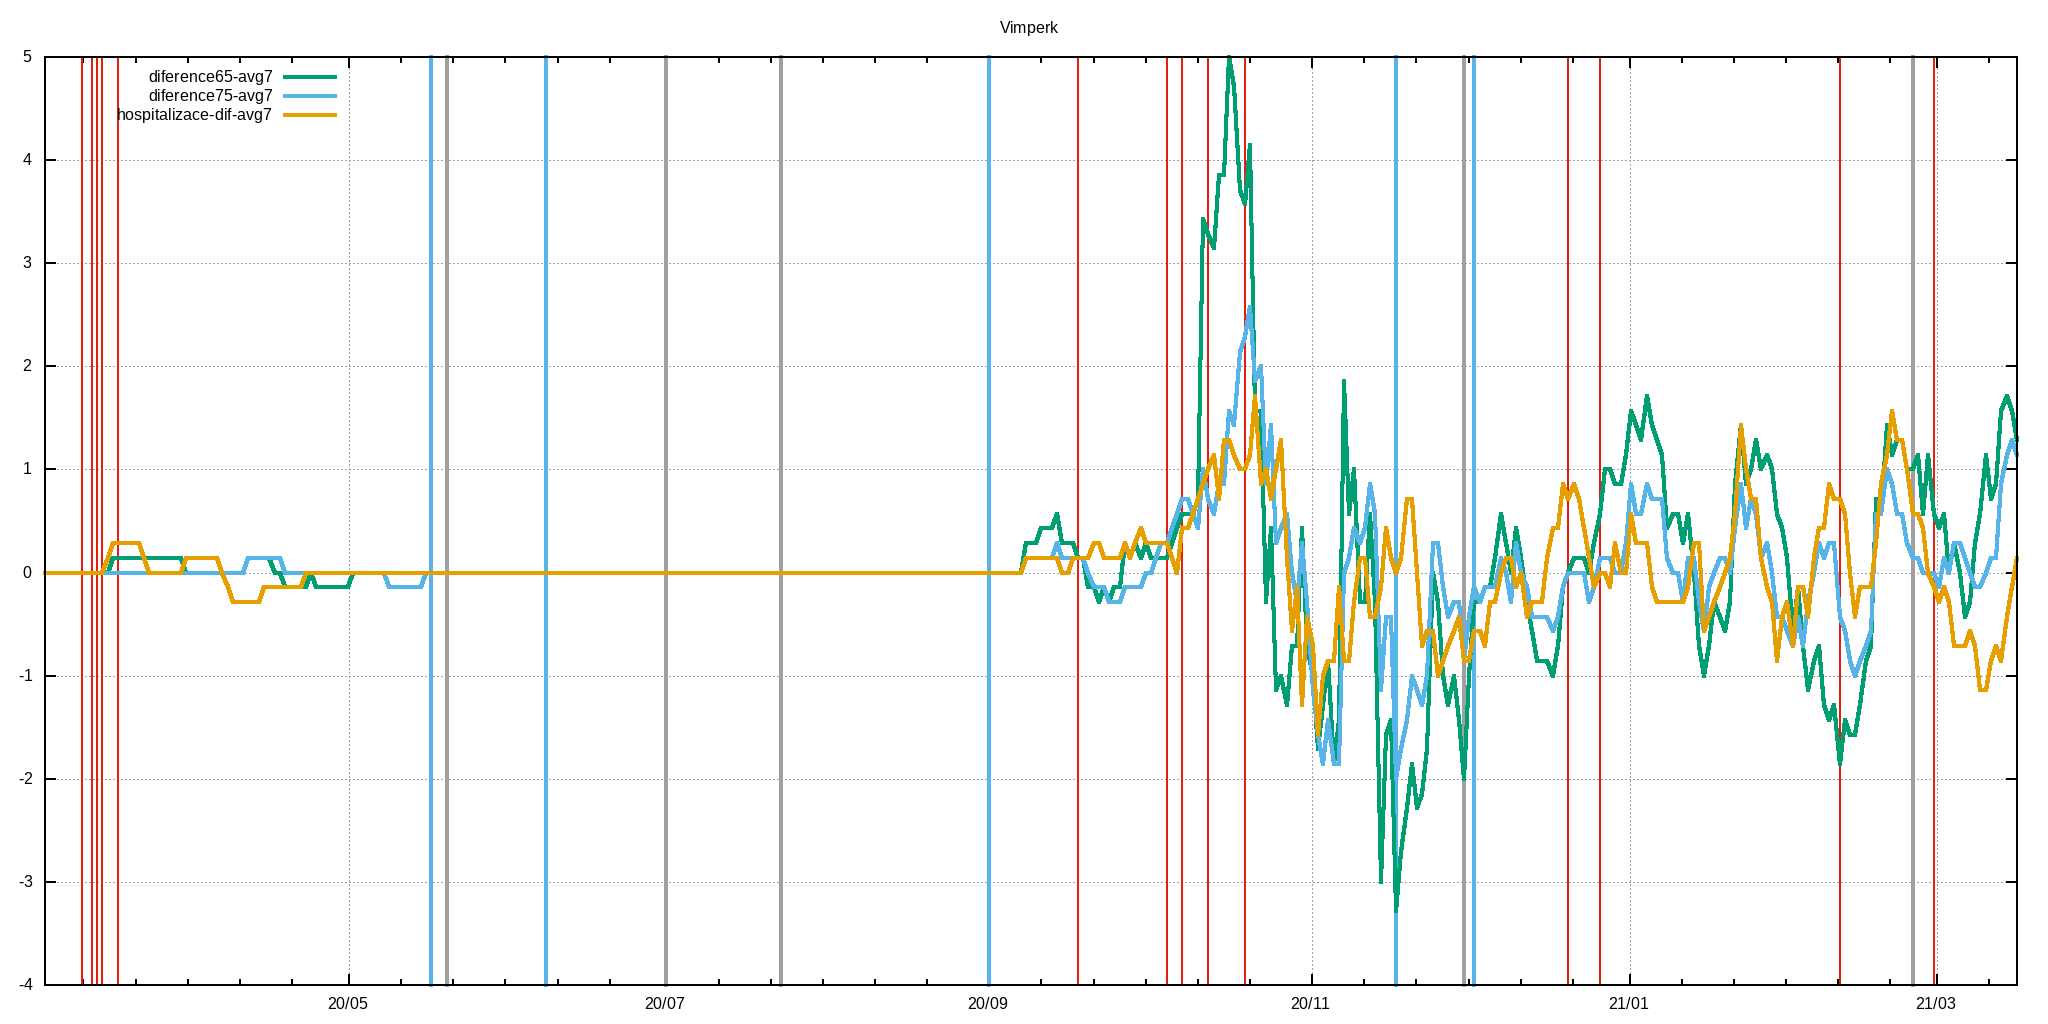 Vimperk
5
diference65-avg7
diference75-avg7
hospitalizace-dif-avg7
4
3
2
1
0
-1
-2
-3
-4
20/05 20/07 20/09 20/11 21/01 21/03